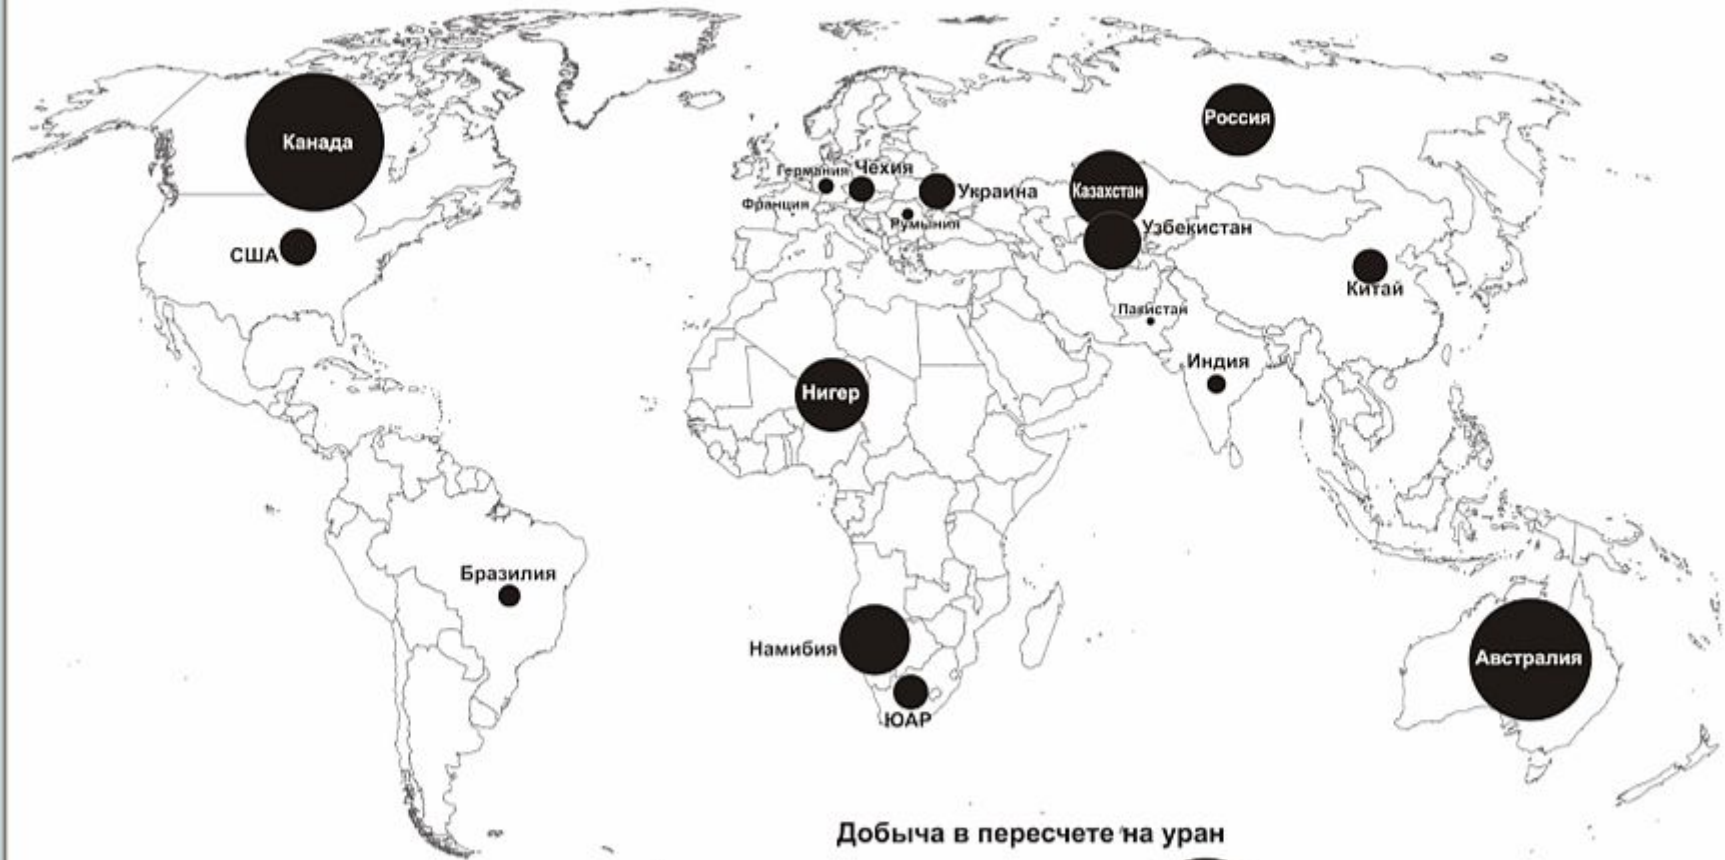 Канада
Россия
Германия
Чехия
Казахстан
Украина
Франция
Румыния
Узбекистан
США
Китай
Пакистан
Индия
Нигер
Бразилия
Намибия
Австралия
ЮАР
Добыча в пересчете на уран